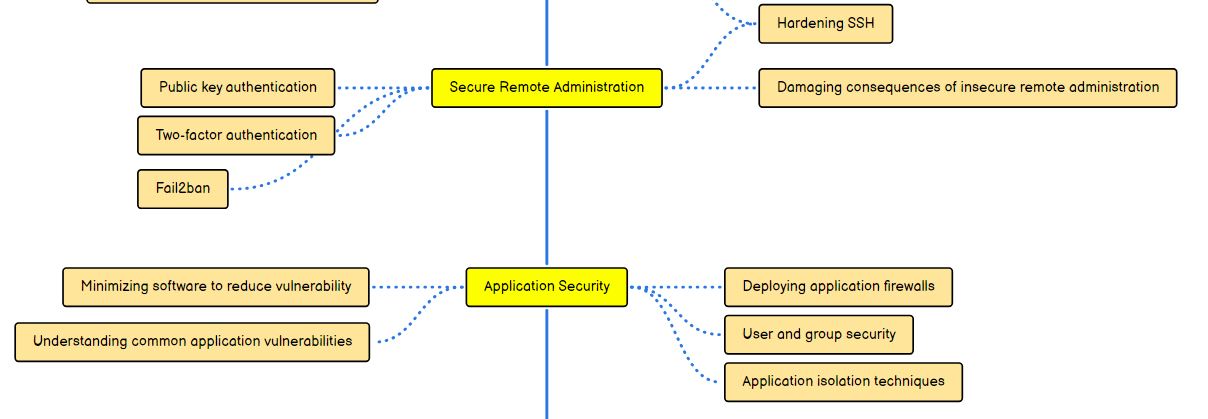 Hardening SSH
Public key authentication
Secure Remote Administration
Damaging consequences of insecure remote administration
Two-factor authentication
Fail2ban
Minimizing software to reduce vulnerability
Application Security
Deploying application firewalls
Understanding common application vulnerabilities
User and group security
Application isolation techniques